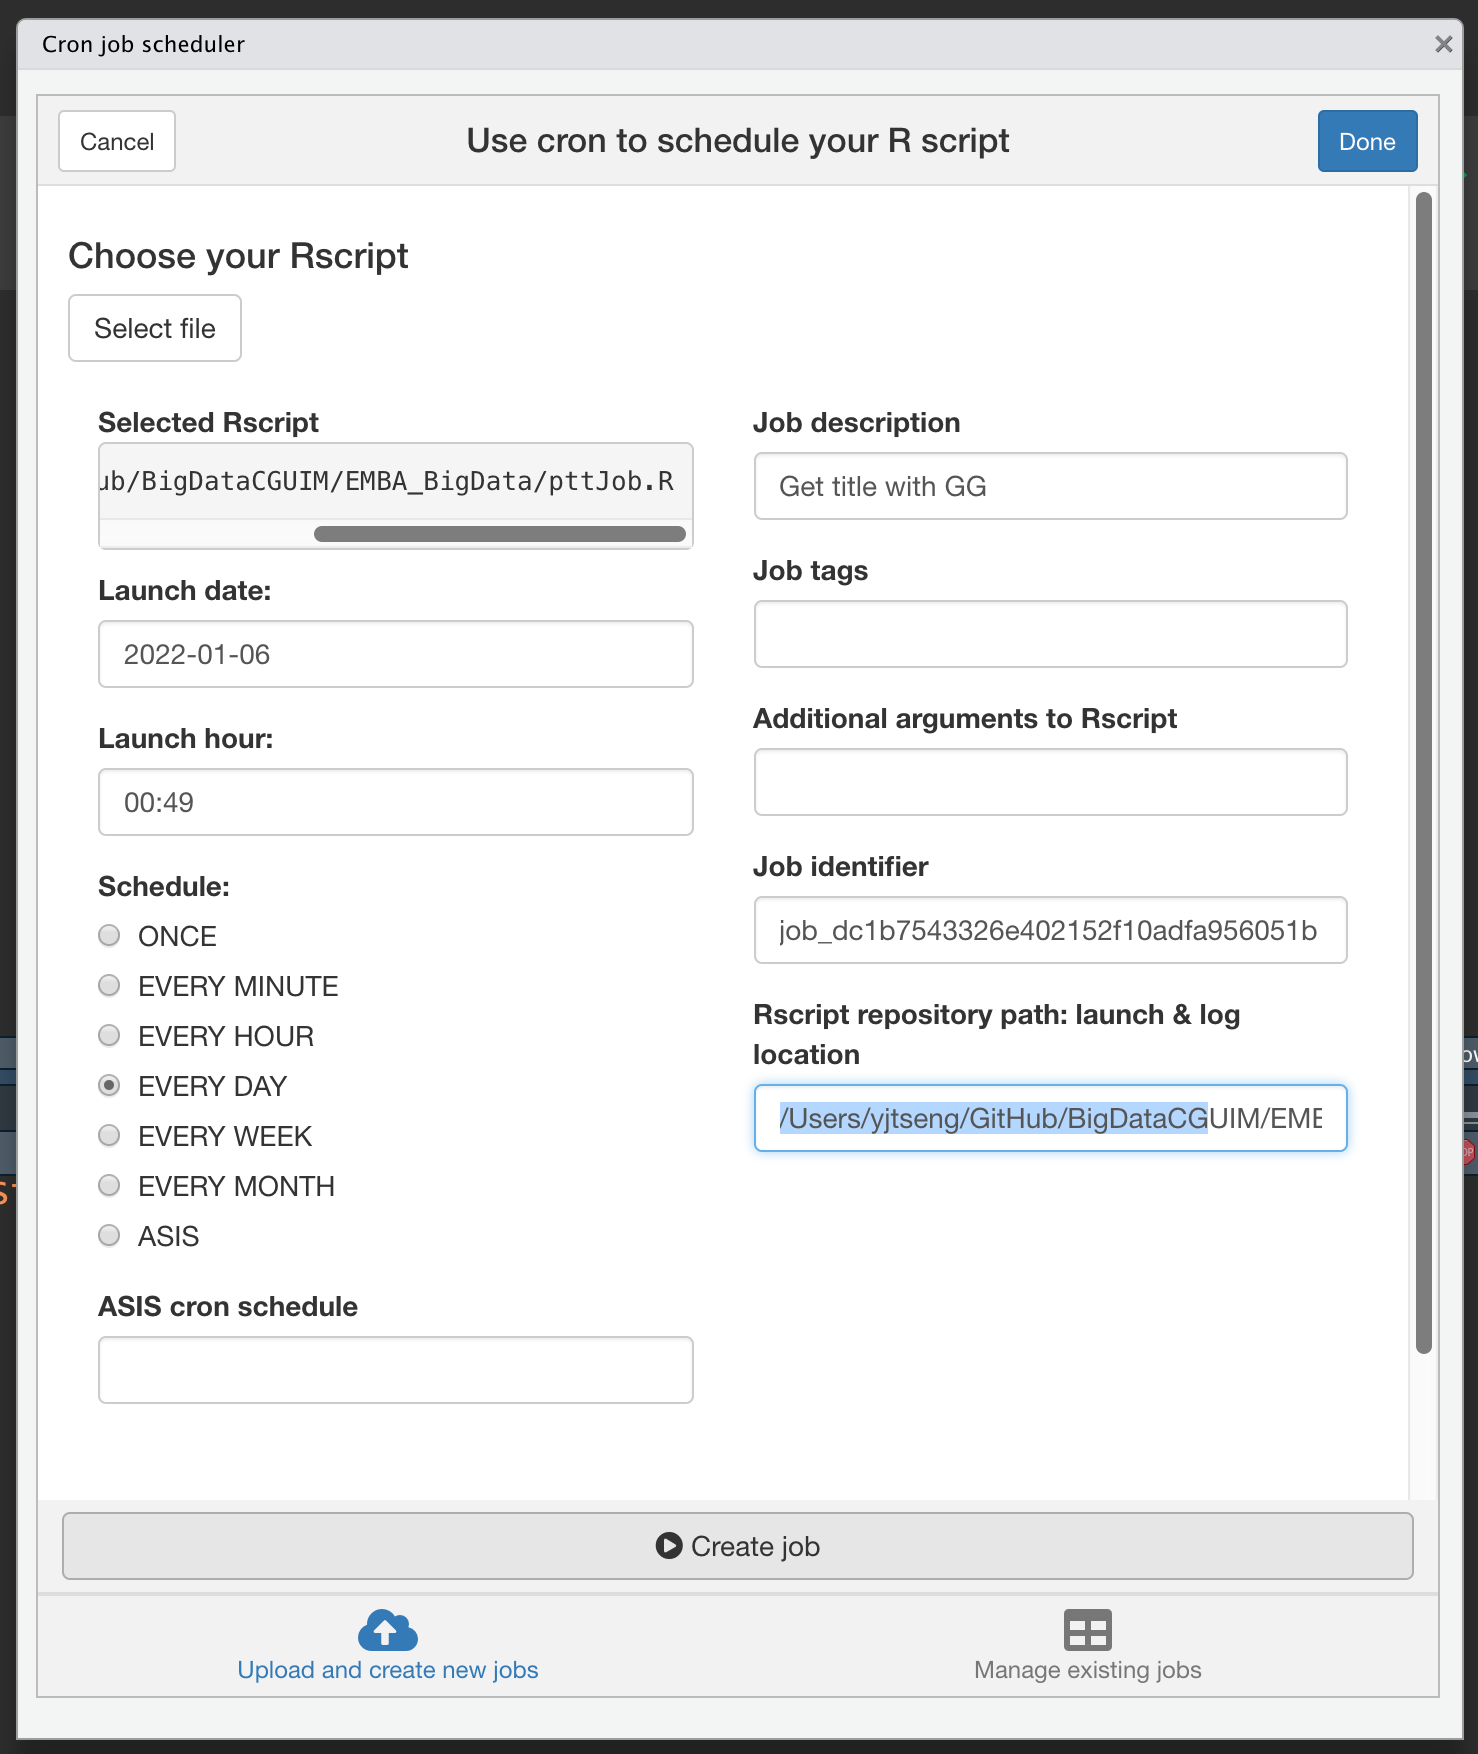 Cron job scheduler
Cancel
Use cron to schedule your R script
Done
Choose your Rscript
Select file
Selected Rscript
ub/BigDataCGUIM/EMBA_BigData/pttJob.R
Launch date:
2022-01-06
Launch hour:
00:49
Schedule:
ONCE
EVERY MINUTE
EVERY HOUR
EVERY DAY
EVERY WEEK
EVERY MONTH
ASIS
ASIS cron schedule
Job description
Get title with GG
Job tags
Additional arguments to Rscript
Job identifier
job_dc1b7543326e402152f10adfa956051b
Rscript repository path: launch & log
location
/Users/yjtseng/GitHub/BigDataCGUIM/EME
Create job
Upload and create new jobs
Manage existing jobs